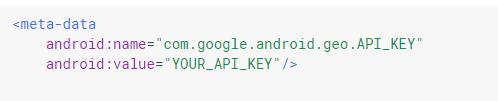 <meta-data
    android:name="com.google.android.geo.API_KEY"
    android:value="YOUR_API_KEY"/>